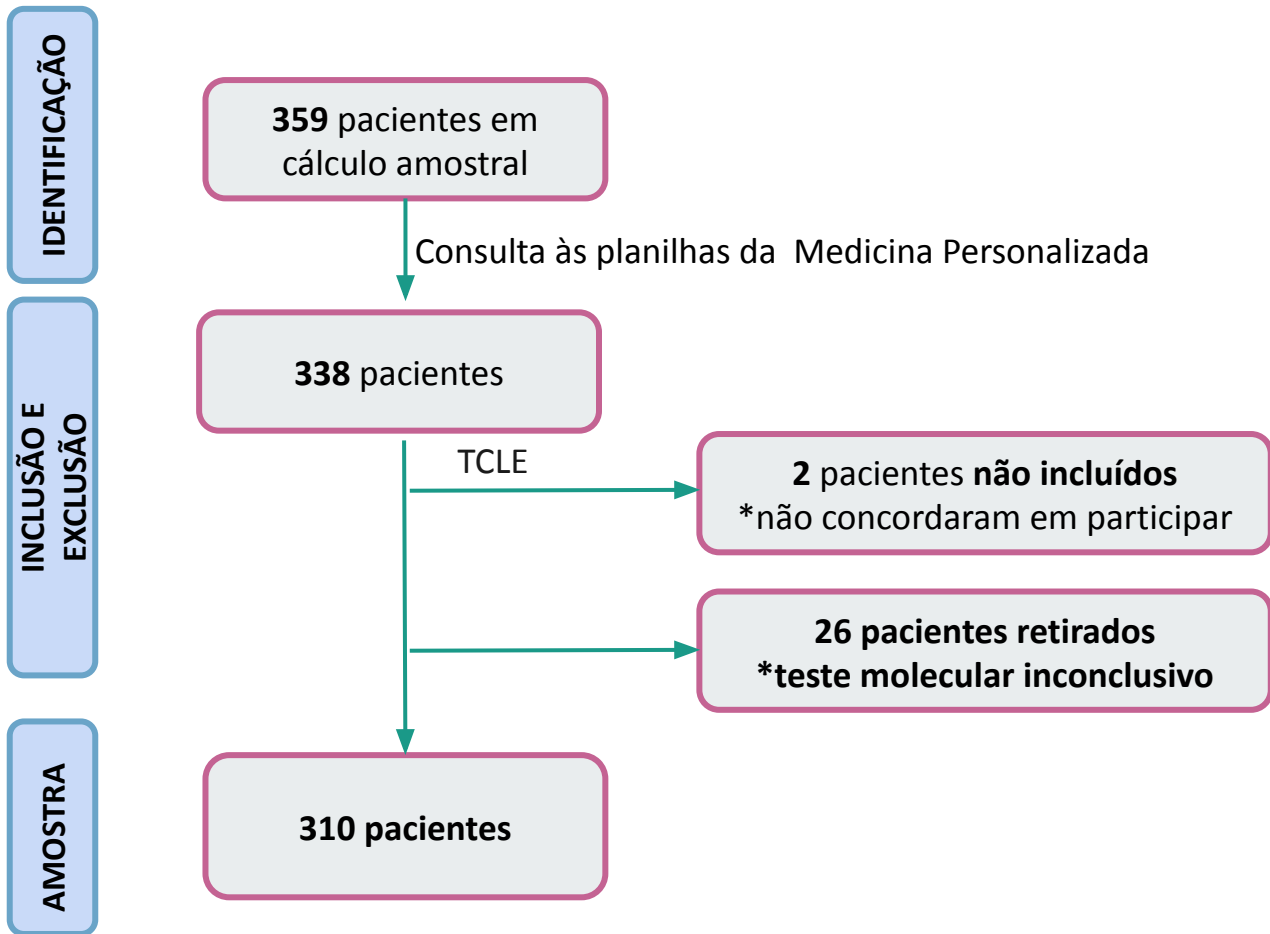 IDENTIFICAÇÃO
359 pacientes em
cálculo amostral
Consulta às planilhas da  Medicina Personalizada
INCLUSÃO E
EXCLUSÃO
338 pacientes
TCLE
2 pacientes não incluídos
*não concordaram em participar
26 pacientes retirados
*teste molecular inconclusivo
AMOSTRA
310 pacientes